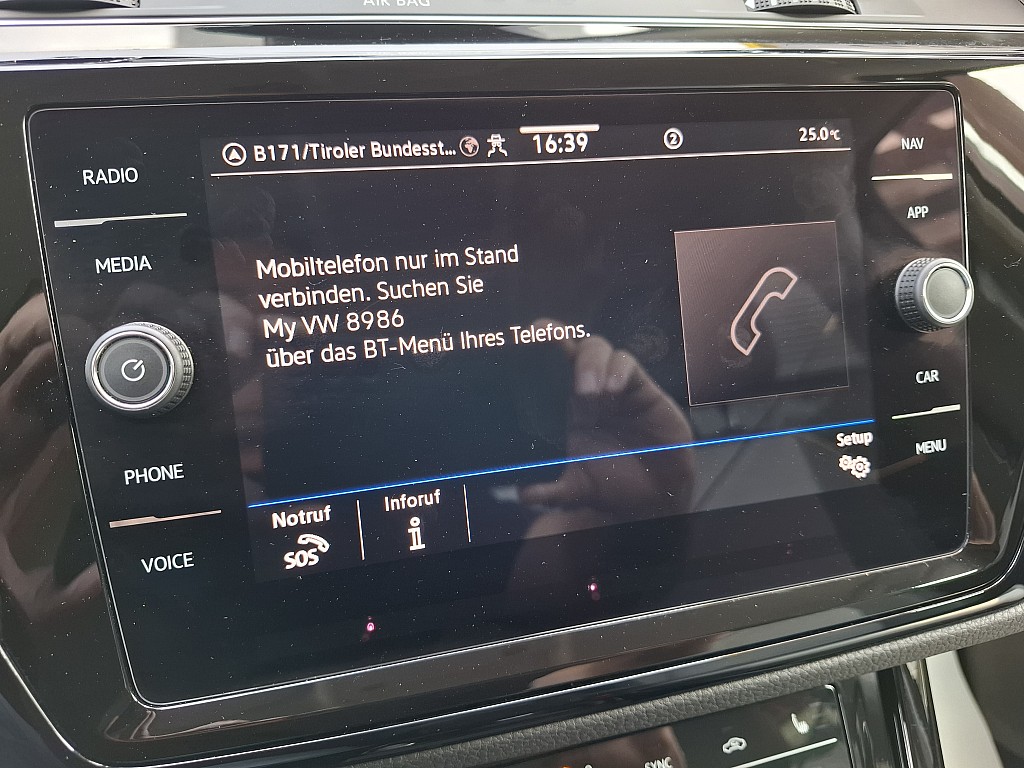 AIR BAG
B171/Tiroler Bundesst... 16:39 2 25.0°C
RADIO
MEDIA
PHONE
VOICE
Mobiltelefon nur im Stand
verbinden. Suchen Sie
My VW 8986
über das BT-Menü Ihres Telefons.
Notruf
SOS
Inforuf
i
Setup
NAV
APP
CAR
MENU
SYNC